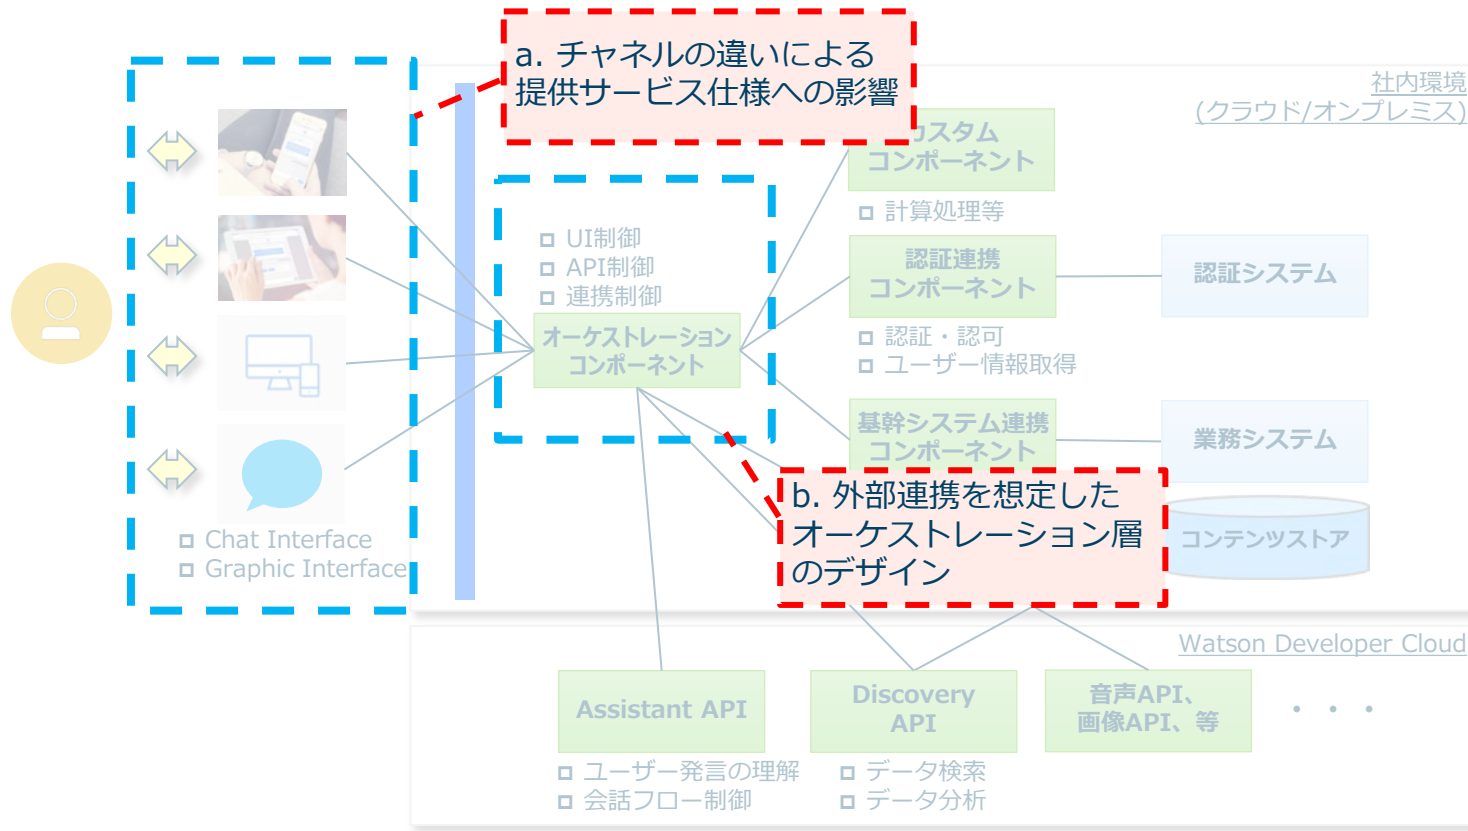 a. チャネルの違いによる
提供サービス仕様への影響
社内環境
(クラウド/オンプレミス)
カスタム
コンポーネント
計算処理等
UI制御
API制御
連携制御
オーケストレーション
コンポーネント
認証連携
コンポーネント
認証システム
認証・認可
ユーザー情報取得
基幹システム連携
コンポーネント
業務システム
b. 外部連携を想定した
オーケストレーション層
のデザイン
コンテンツストア
Chat Interface
Graphic Interface
Watson Developer Cloud
Assistant API
Discovery
API
音声API、
画像API、等
・・・
ユーザー発言の理解
会話フロー制御
データ検索
データ分析